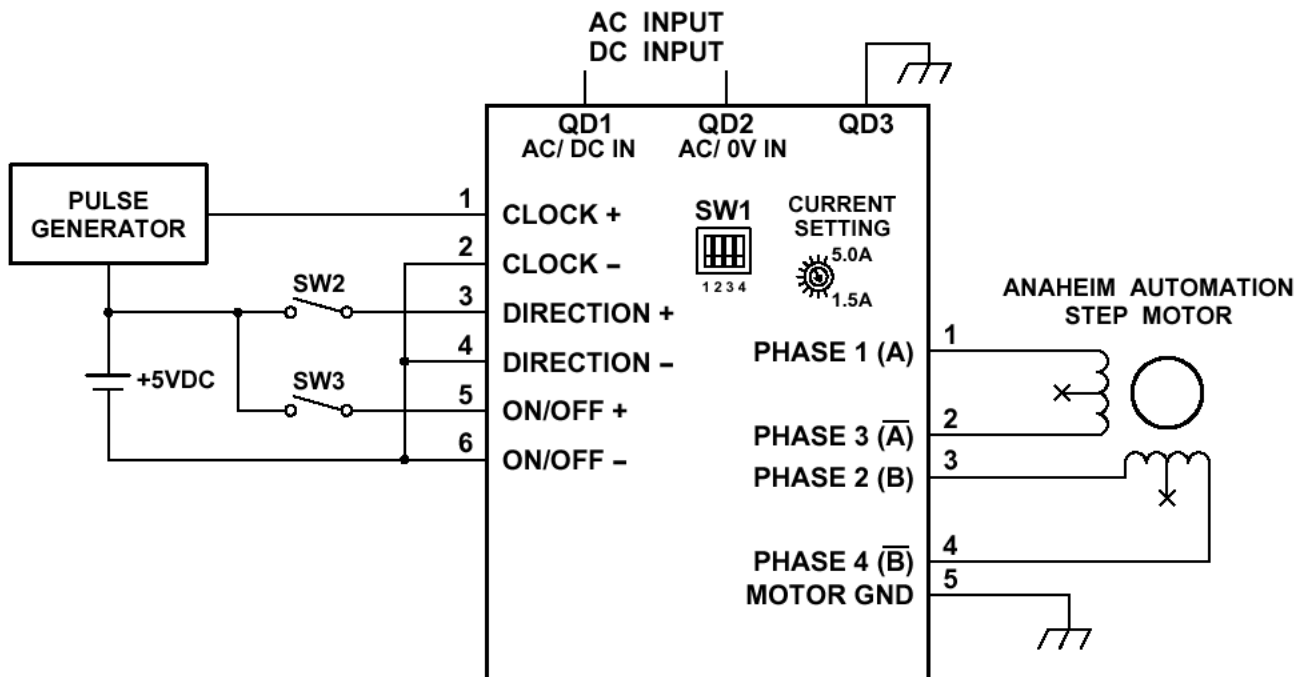 AC INPUT
DC INPUT
QD1
AC/ DC IN
QD2
AC/ 0V IN
QD3
PULSE
GENERATOR
1
CLOCK +
2
CLOCK –
SW2
3
DIRECTION +
4
DIRECTION –
+5VDC
SW3
5
ON/OFF +
6
ON/OFF –
SW1
1 2 3 4
CURRENT
SETTING
5.0A
1.5A
ANAHEIM AUTOMATION
STEP MOTOR
PHASE 1 (A)
1
PHASE 3 (A̅)
2
PHASE 2 (B)
3
PHASE 4 (B̅)
4
MOTOR GND
5